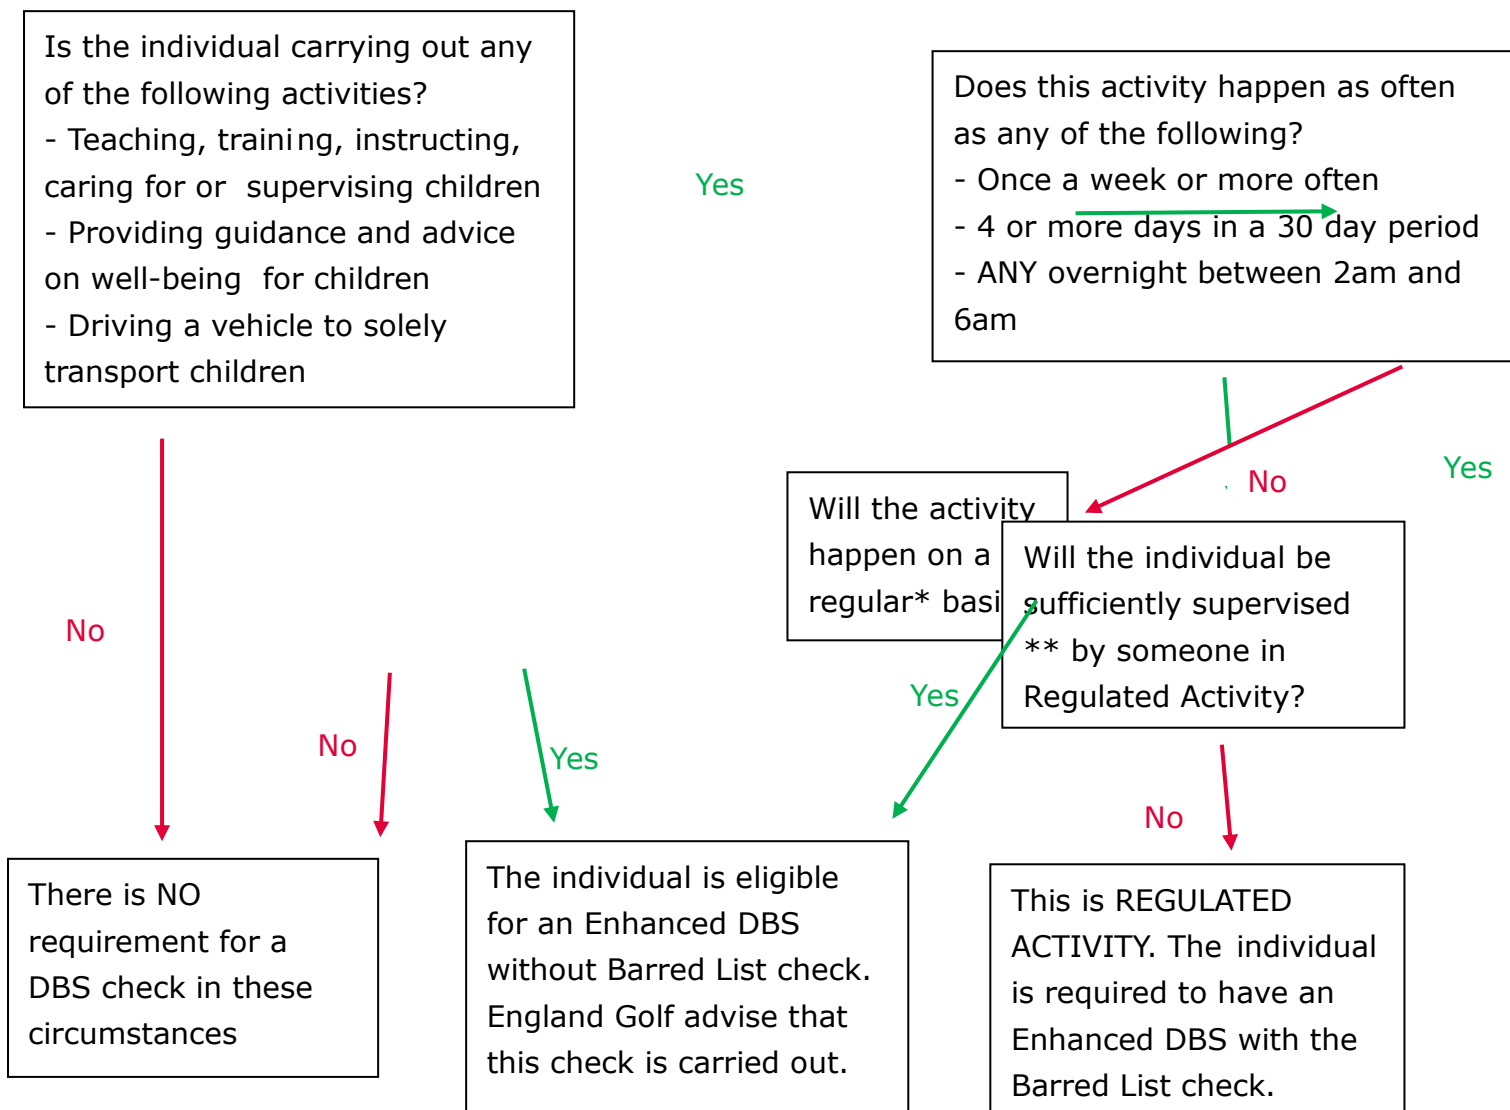 Is the individual carrying out any
of the following activities?
- Teaching, training, instructing,
caring for or supervising children
- Providing guidance and advice
on well-being for children
- Driving a vehicle to solely
transport children
Yes
Does this activity happen as often
as any of the following?
- Once a week or more often
- 4 or more days in a 30 day period
- ANY overnight between 2am and
6am
No
Yes
Will the activity
happen on a
regular* basi
Will the individual be
sufficiently supervised
** by someone in
Regulated Activity?
No
No
Yes
Yes
No
There is NO
requirement for a
DBS check in these
circumstances
The individual is eligible
for an Enhanced DBS
without Barred List check.
England Golf advise that
this check is carried out.
This is REGULATED
ACTIVITY. The individual
is required to have an
Enhanced DBS with the
Barred List check.